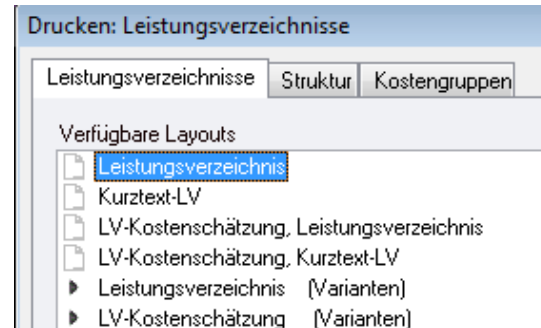 Drucken: Leistungsverzeichnisse
Leistungsverzeichnisse Struktur Kostengruppen
Verfügbare Layouts
Leistungsverzeichnis
Kurztext-LV
LV-Kostenschätzung, Leistungsverzeichnis
LV-Kostenschätzung, Kurztext-LV
Leistungsverzeichnis (Varianten)
LV-Kostenschätzung (Varianten)